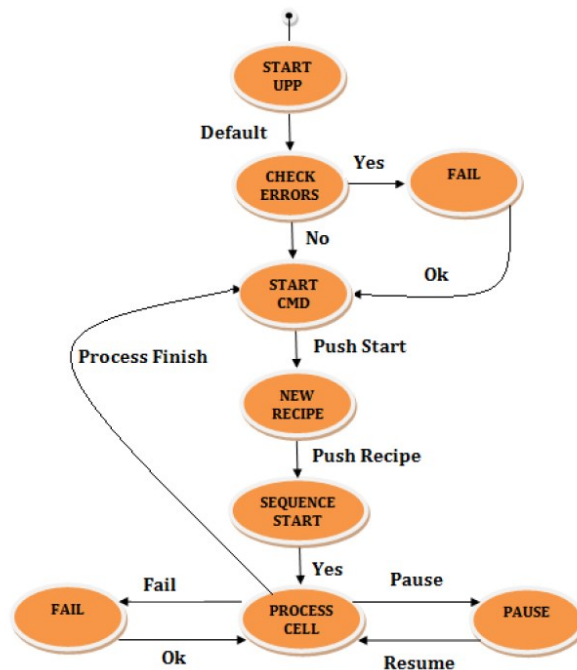 START
UPP
Default
CHECK
ERRORS
Yes
FAIL
No
Ok
START
CMD
Process Finish
Push Start
NEW
RECIPE
Push Recipe
SEQUENCE
START
Yes
Fail
Pause
FAIL
PROCESS
CELL
PAUSE
Ok
Resume